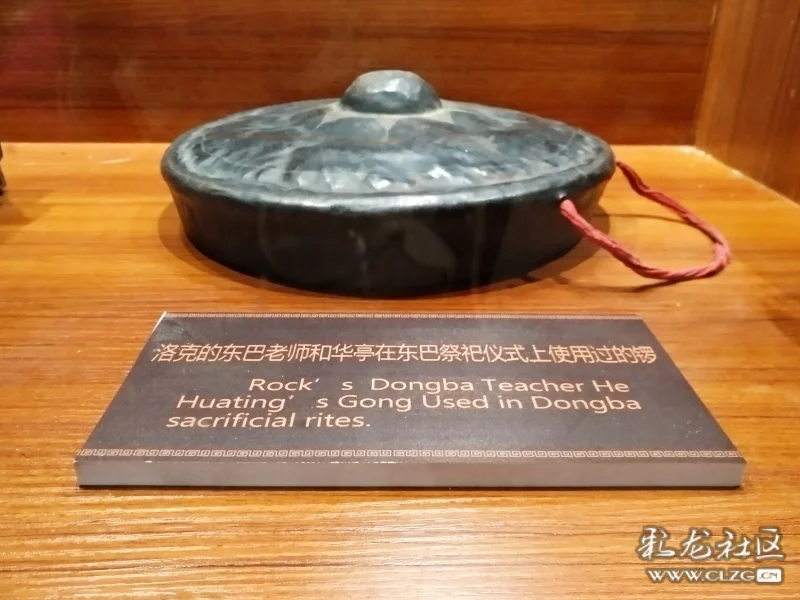 洛克的东巴老师和华亭在东巴祭祀仪式上使用过的锣
Rock's Dongba Teacher He
Huating's Gong Used in Dongba
sacrificial rites.
彩龙社区
WWW.CLZG.CN